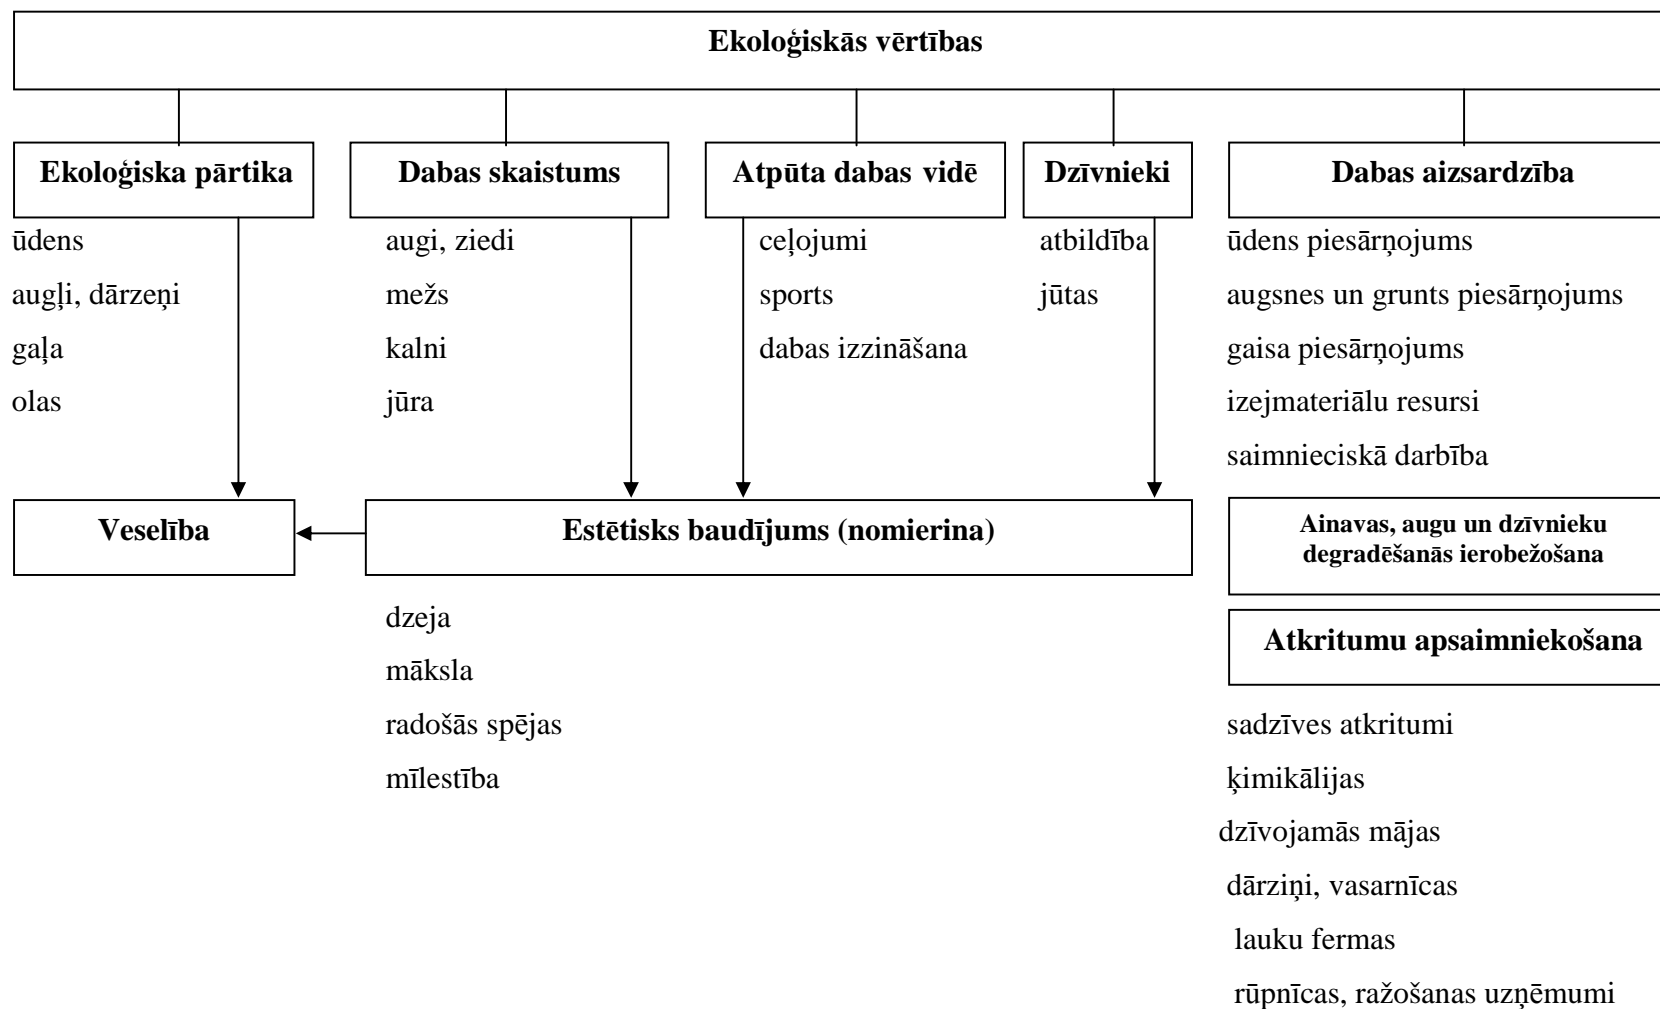 Ekoloģiskās vērtības
Ekoloģiska pārtika
ūdens
augļi, dārzeņi
gaļa
olas
Dabas skaistums
augi, ziedi
mežs
kalni
jūra
Atpūta dabas vidē
ceļojumi
sports
dabas izzināšana
Dzīvnieki
atbildība
jūtas
Dabas aizsardzība
ūdens piesārņojums
augsnes un grunts piesārņojums
gaisa piesārņojums
izejmateriālu resursi
saimnieciskā darbība
Veselība
Estētisks baudījums (nomierina)
dzeja
māksla
radošās spējas
mīlestība
Ainavas, augu un dzīvnieku
degradēšanās ierobežošana
Atkritumu apsaimniekošana
sadzīves atkritumi
ķimikālijas
dzīvojamās mājas
dārziņi, vasarnīcas
lauku fermas
rūpnīcas, ražošanas uzņēmumi